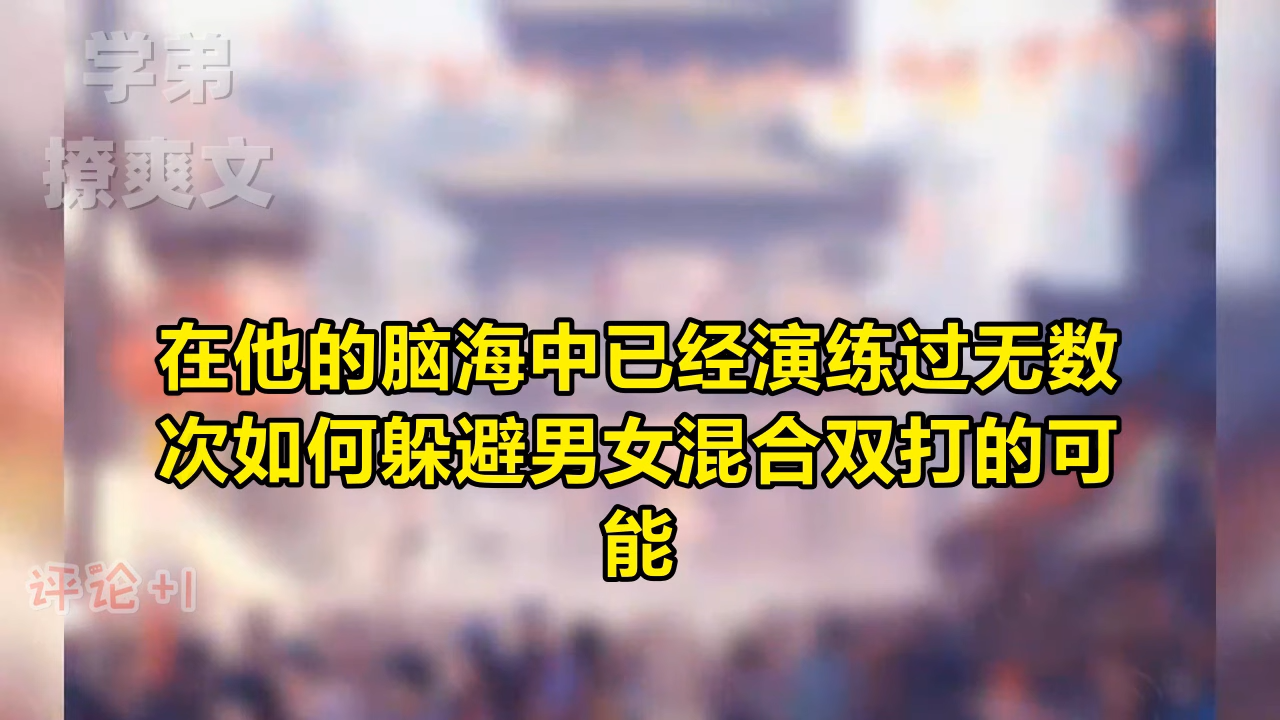 学弟
撩爽文
在他的脑海中已经演练过无数
次如何躲避男女混合双打的可
能
评论+1